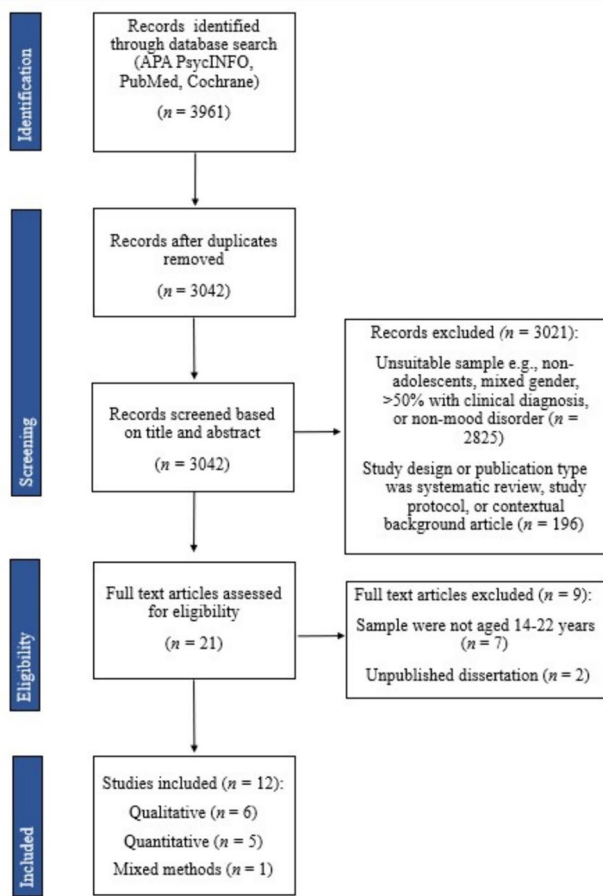 Identification
Records identified
through database search
(APA PsycINFO,
PubMed, Cochrane)
(n = 3961)
Screening
Records after duplicates
removed
(n = 3042)
Records screened based
on title and abstract
(n = 3042)
Records excluded (n = 3021):
Unsuitable sample e.g., non-
adolescents, mixed gender,
>50% with clinical diagnosis,
or non-mood disorder (n =
2825)
Study design or publication type
was systematic review, study
protocol, or contextual
background article (n = 196)
Eligibility
Full text articles assessed
for eligibility
(n = 21)
Full text articles excluded (n = 9):
Sample were not aged 14-22 years
(n = 7)
Unpublished dissertation (n = 2)
Included
Studies included (n = 12):
Qualitative (n = 6)
Quantitative (n = 5)
Mixed methods (n = 1)